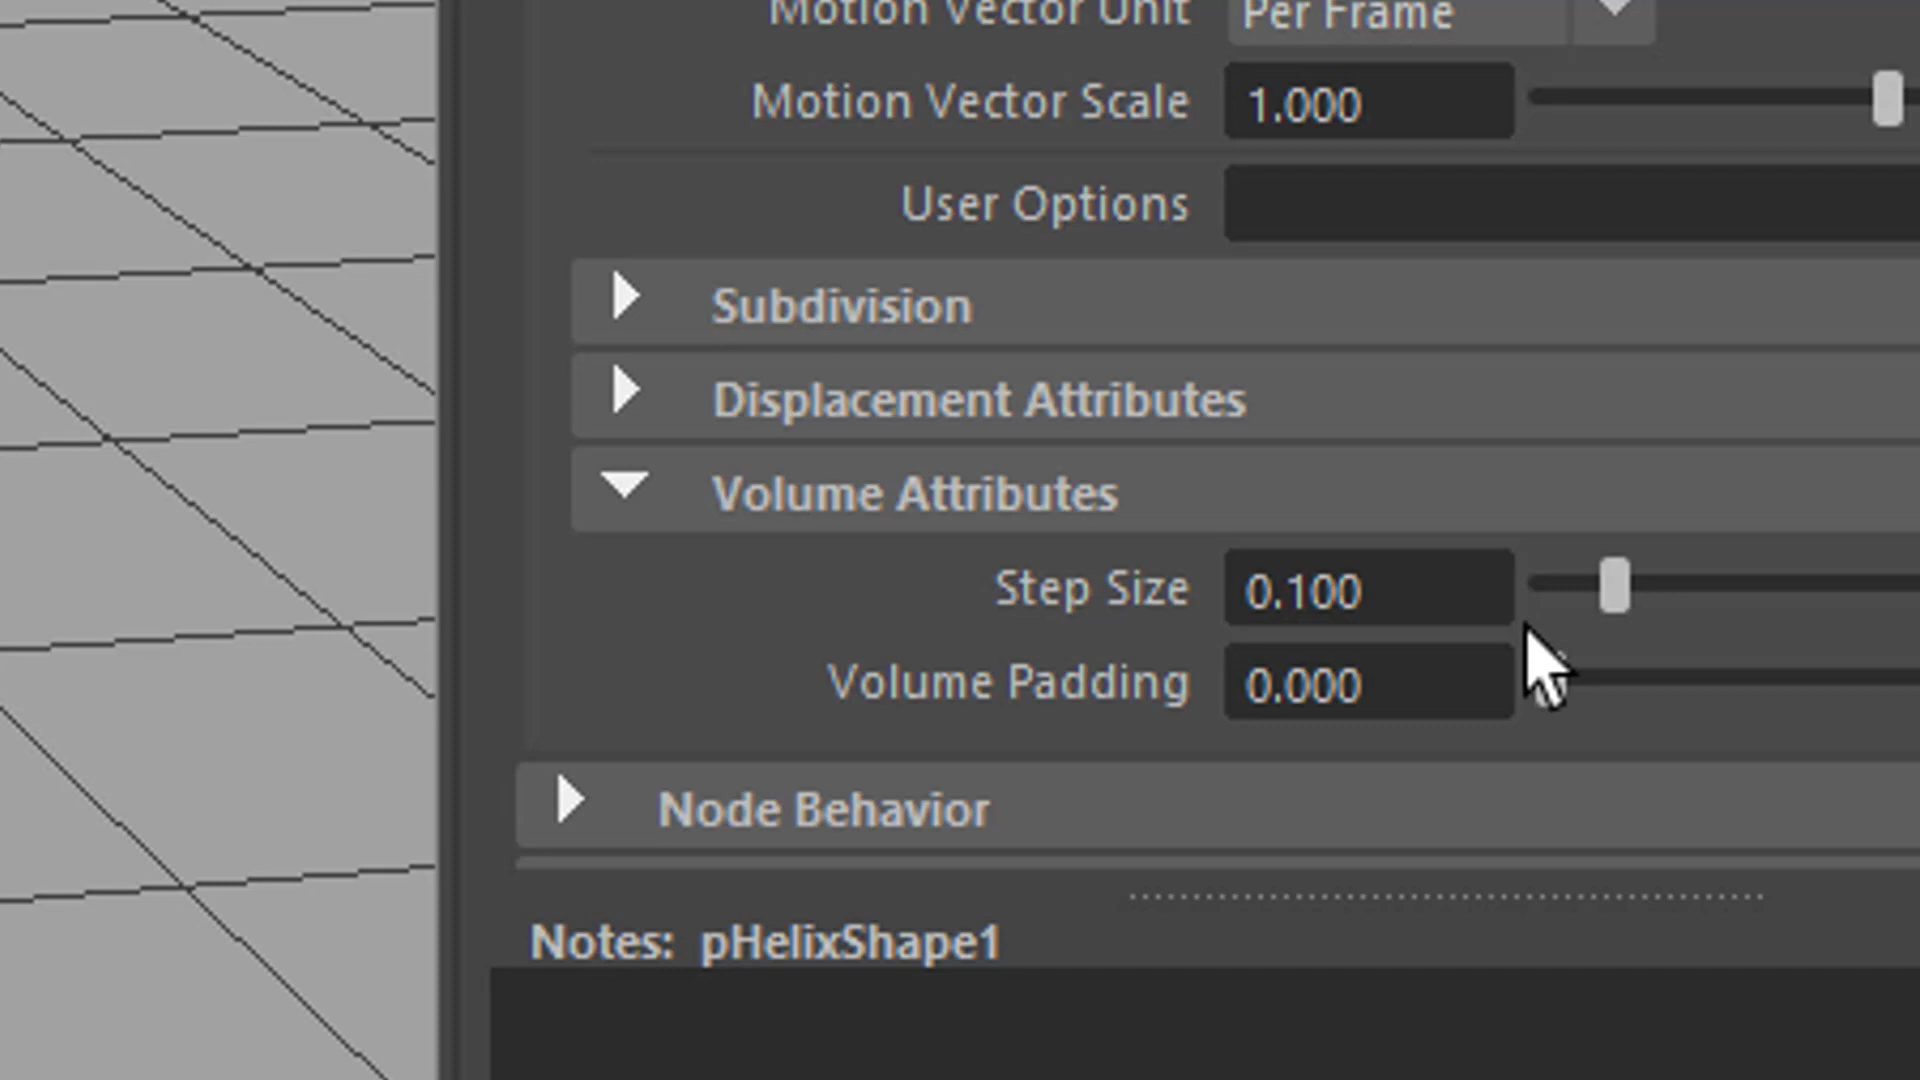 Motion Vector Unit Per Frame
Motion Vector Scale 1.000
User Options
Subdivision
Displacement Attributes
Volume Attributes
Step Size 0.100
Volume Padding 0.000
Node Behavior
Notes: pHelixShape1